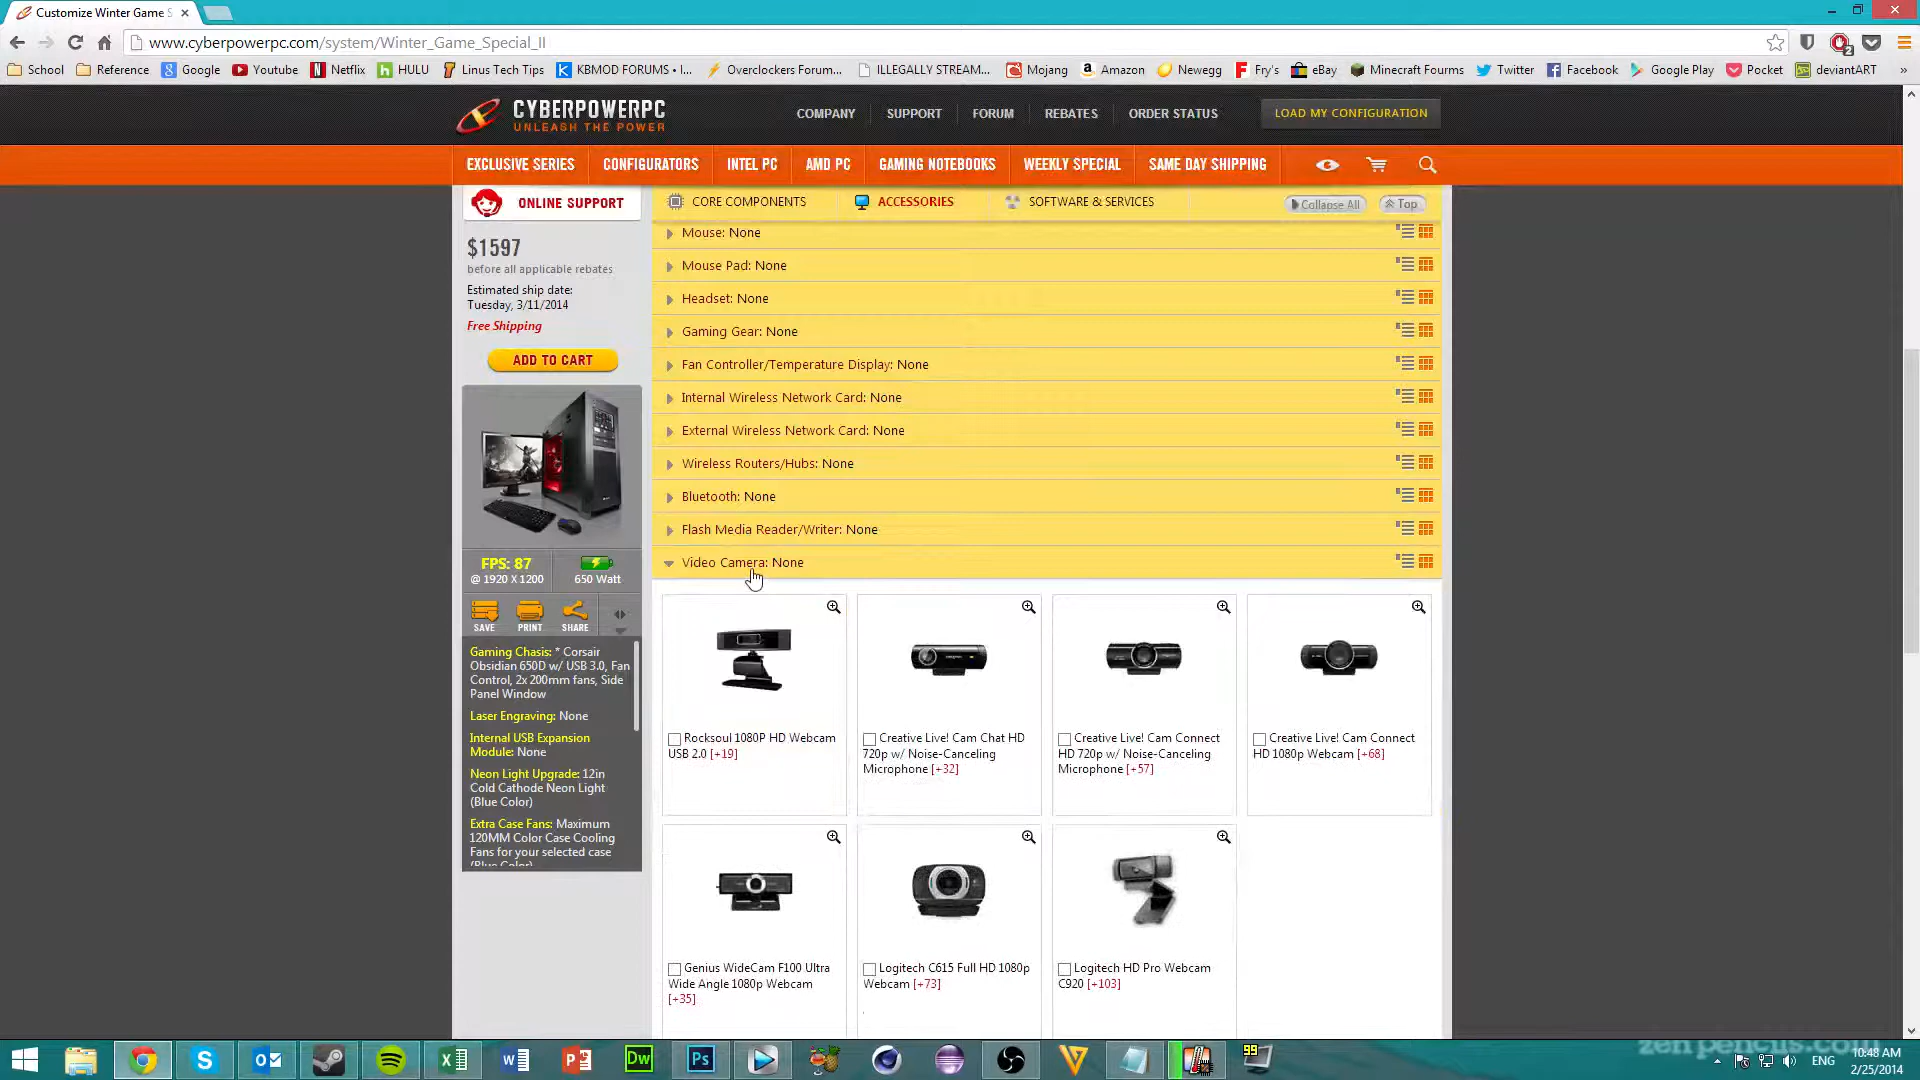 Customize Winter Game S
www.cyberpowerpc.com/system/Winter_Game_Special_II
2
School
Reference
Google
Youtube
Netflix
HULU
Linus Tech Tips
KBMOD FORUMS • I...
Overclockers Forum...
ILLEGALLY STREAM...
Mojang
Amazon
Newegg
Fry's
eBay
Minecraft Fourms
Twitter
Facebook
Google Play
Pocket
deviantART
»
CYBERPOWERPC
UNLEASH THE POWER
COMPANY
SUPPORT
FORUM
REBATES
ORDER STATUS
LOAD MY CONFIGURATION
EXCLUSIVE SERIES
CONFIGURATORS
INTEL PC
AMD PC
GAMING NOTEBOOKS
WEEKLY SPECIAL
SAME DAY SHIPPING
ONLINE SUPPORT
CORE COMPONENTS
ACCESSORIES
SOFTWARE & SERVICES
Collapse All
Top
$1597
before all applicable rebates
Estimated ship date:
Tuesday, 3/11/2014
Free Shipping
ADD TO CART
FPS: 87
@ 1920 X 1200
650 Watt
SAVE
PRINT
SHARE
Gaming Chasis: * Corsair
Obsidian 650D w/ USB 3.0, Fan
Control, 2x 200mm fans, Side
Panel Window
Laser Engraving: None
Internal USB Expansion
Module: None
Neon Light Upgrade: 12in
Cold Cathode Neon Light
(Blue Color)
Extra Case Fans: Maximum
120MM Color Case Cooling
Fans for your selected case
(Blue Color)
Mouse: None
Mouse Pad: None
Headset: None
Gaming Gear: None
Fan Controller/Temperature Display: None
Internal Wireless Network Card: None
External Wireless Network Card: None
Wireless Routers/Hubs: None
Bluetooth: None
Flash Media Reader/Writer: None
Video Camera: None
Rocksoul 1080P HD Webcam
USB 2.0 [+19]
Creative Live! Cam Chat HD
720p w/ Noise-Canceling
Microphone [+32]
Creative Live! Cam Connect
HD 720p w/ Noise-Canceling
Microphone [+57]
Creative Live! Cam Connect
HD 1080p Webcam [+68]
Genius WideCam F100 Ultra
Wide Angle 1080p Webcam
[+35]
Logitech C615 Full HD 1080p
Webcam [+73]
Logitech HD Pro Webcam
C920 [+103]
Dw
Ps
99
zenpencils.com
ENG
10:48 AM
2/25/2014